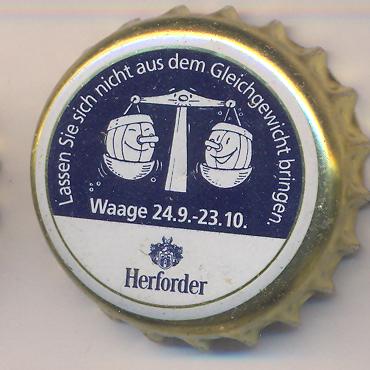 Lassen Sie sich nicht aus dem Gleichgewicht bringen.
Waage 24.9.-23.10.
Herforder